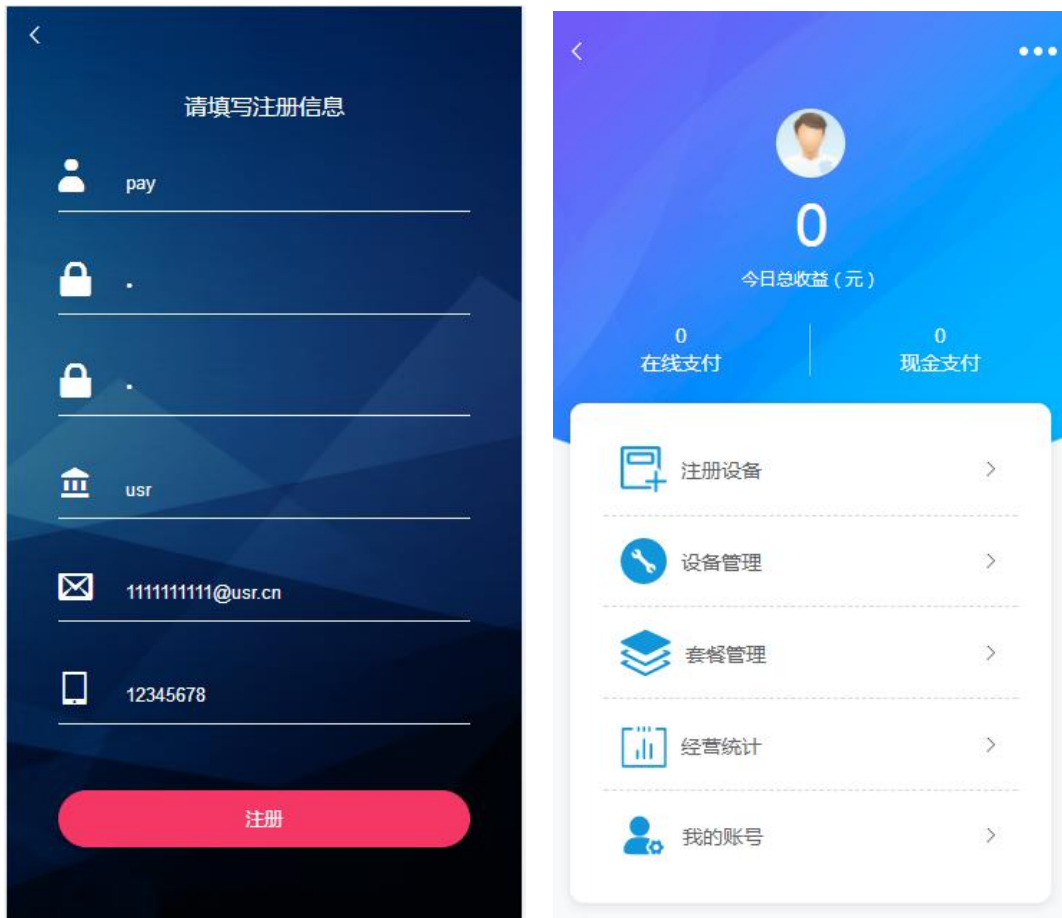 请填写注册信息
pay
.
.
usr
1111111111@usr.cn
12345678
注册
0
今日总收益（元）
0
在线支付
0
现金支付
注册设备
设备管理
套餐管理
经营统计
我的账号